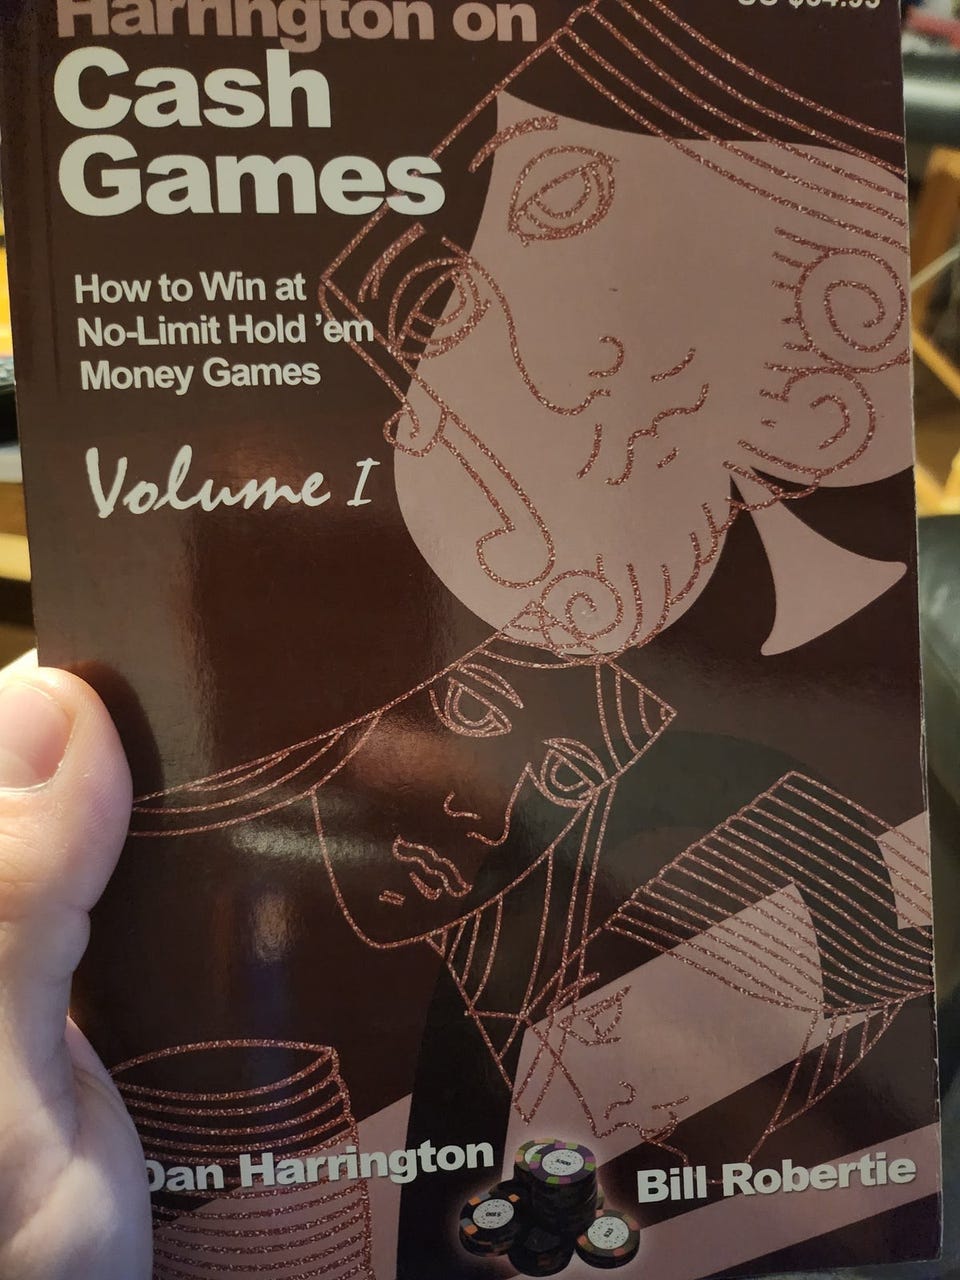 Harrington on
Cash
Games
How to Win at
No-Limit Hold 'em
Money Games
Volume I
Dan Harrington
Bill Robertie